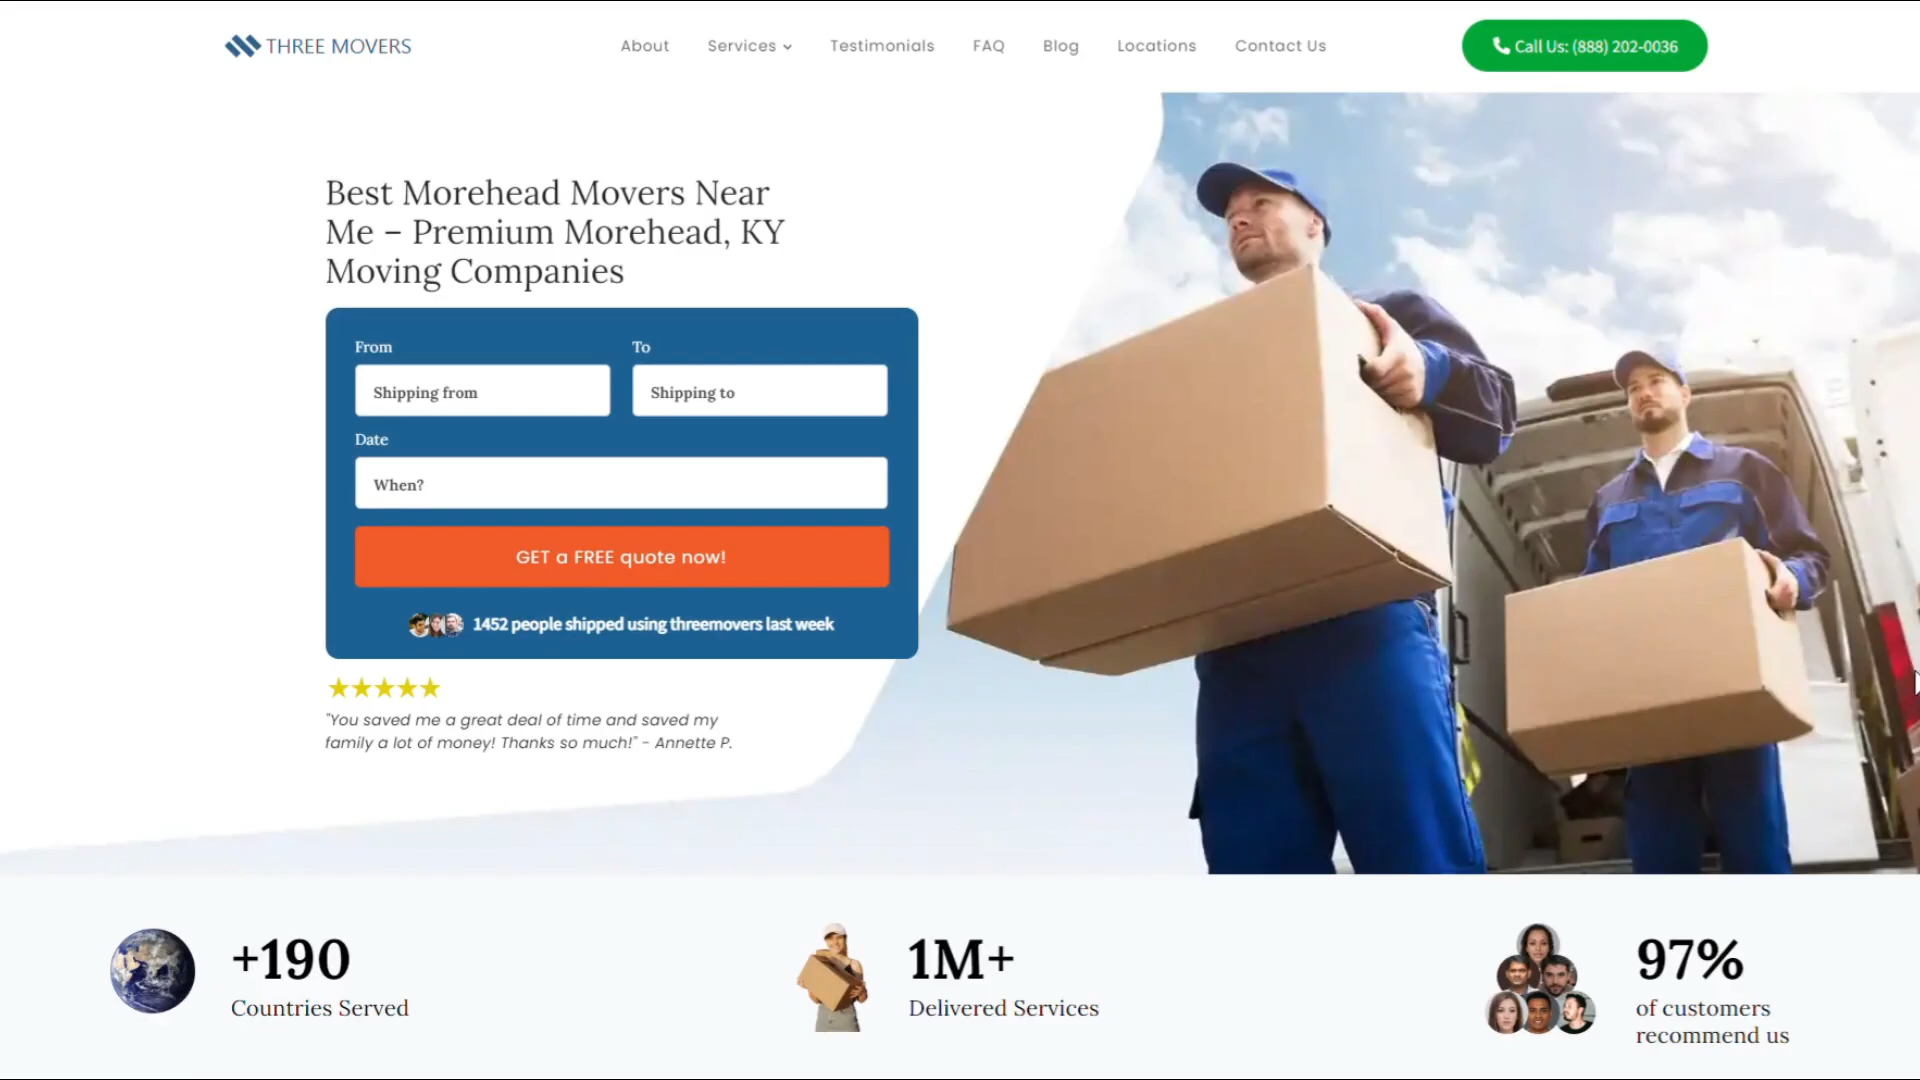 THREE MOVERS
About
Services
Testimonials
FAQ
Blog
Locations
Contact Us
Call Us: (888) 202-0036
Best Morehead Movers Near
Me – Premium Morehead, KY
Moving Companies
From
To
Shipping from
Shipping to
Date
When?
GET a FREE quote now!
1452 people shipped using threemovers last week
"You saved me a great deal of time and saved my
family a lot of money! Thanks so much!" - Annette P.
+190
Countries Served
1M+
Delivered Services
97%
of customers
recommend us